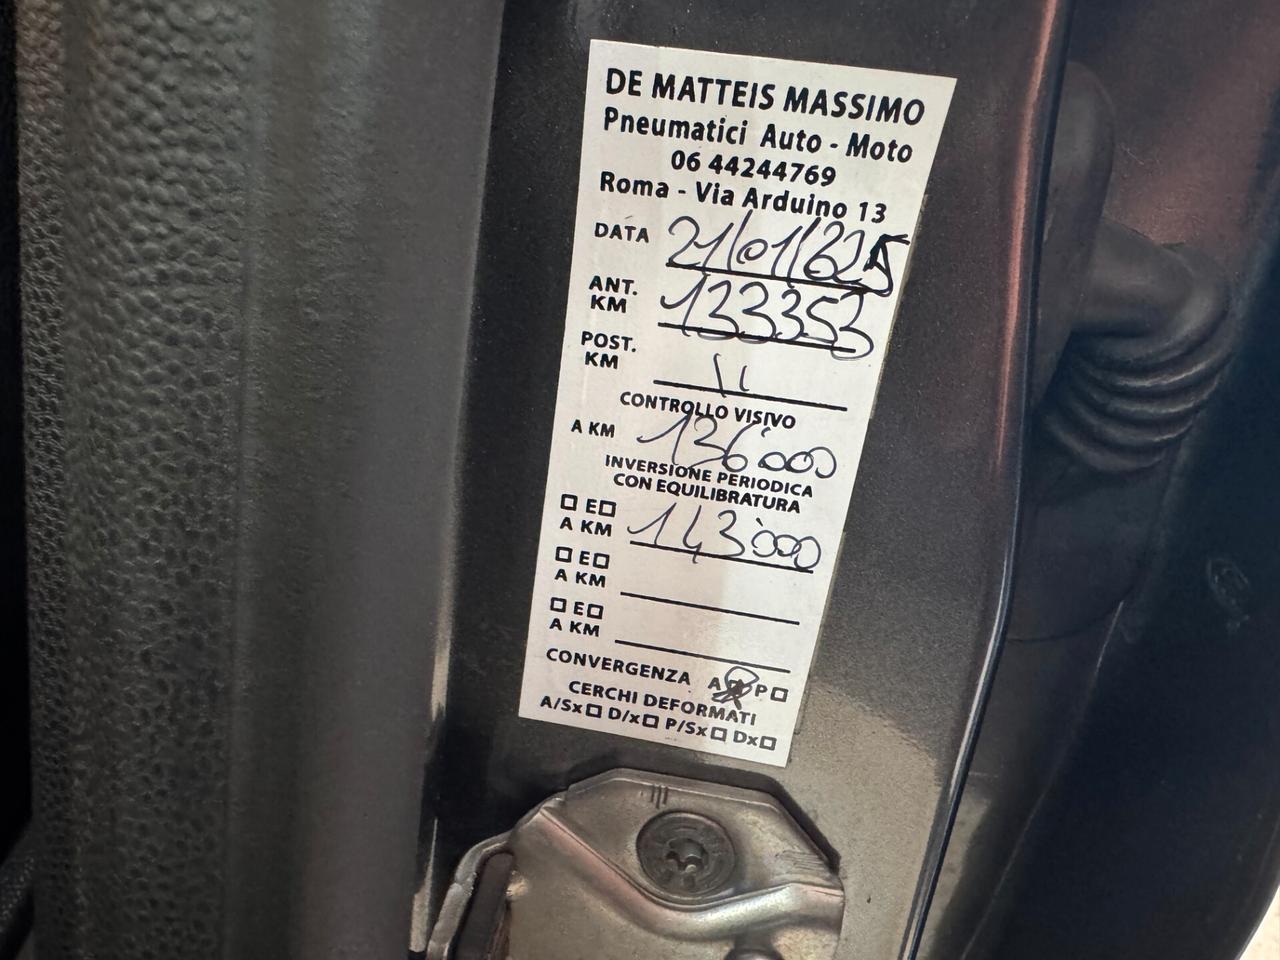 DE MATTEIS MASSIMO
Pneumatici Auto - Moto
06 44244769
Roma - Via Arduino 13
DATA 21/01/2025
ANT. KM 133353
POST. KM \\
CONTROLLO VISIVO
A KM 136'000
INVERSIONE PERIODICA
CON EQUILIBRATURA
□ E□
A KM 143'000
□ E□
A KM
□ E□
A KM
CONVERGENZA A☒ P□
CERCHI DEFORMATI
A/Sx□ D/x□ P/Sx□ Dx□